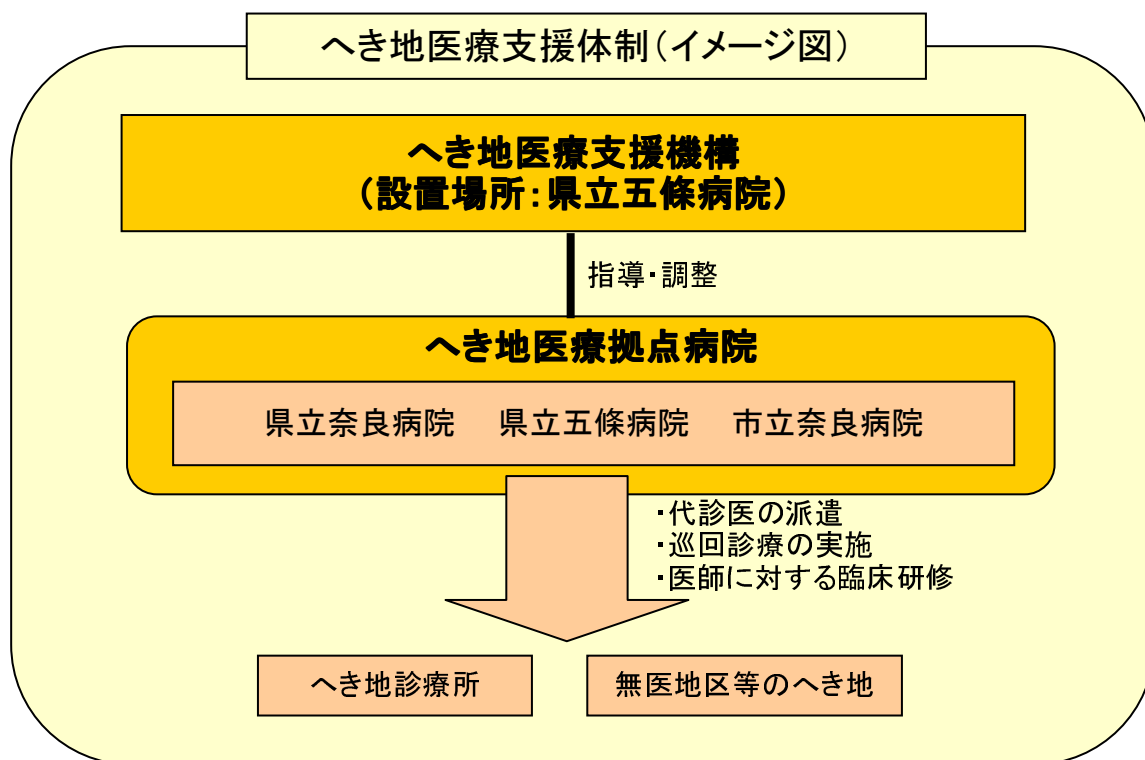 へき地医療支援体制(イメージ図)
へき地医療支援機構
(設置場所:県立五條病院)
指導・調整
へき地医療拠点病院
県立奈良病院 県立五條病院 市立奈良病院
・代診医の派遣
・巡回診療の実施
・医師に対する臨床研修
へき地診療所 無医地区等のへき地